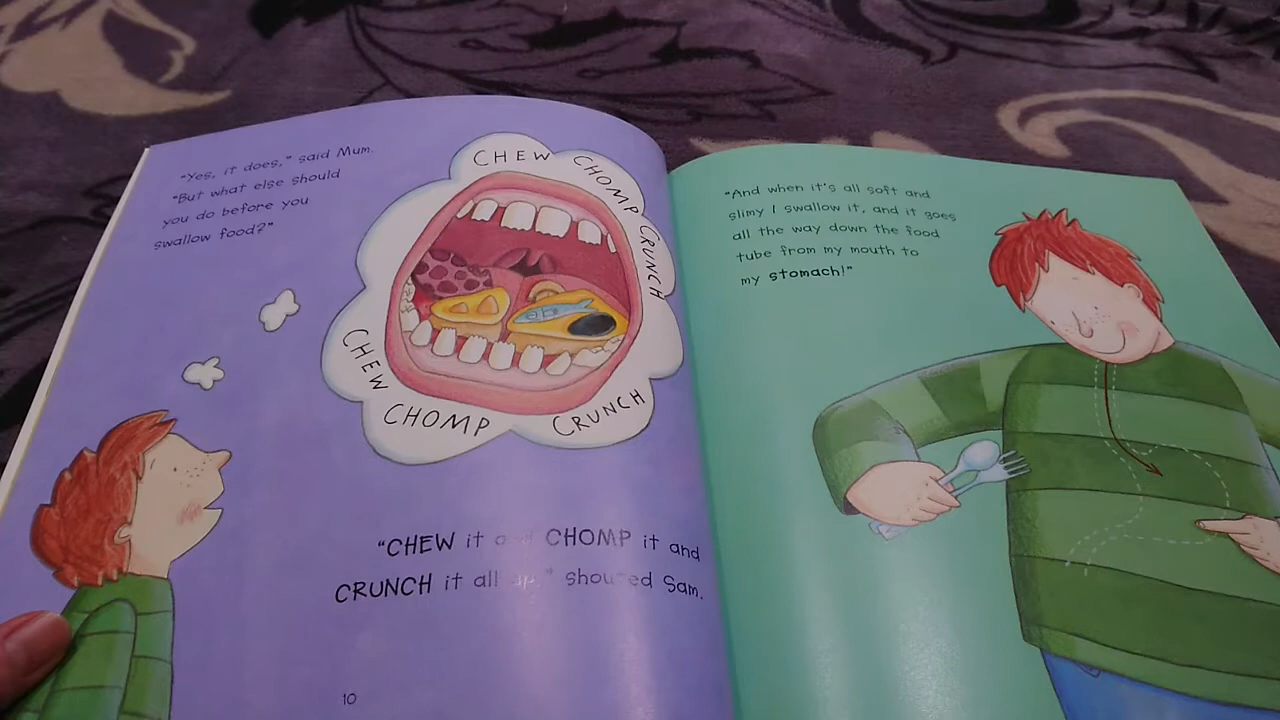 "Yes, it does," said Mum.
"But what else should
you do before you
swallow food?"
CHEW CHOMP CRUNCH
CHEW CHOMP CRUNCH
"CHEW it and CHOMP it and
CRUNCH it all up," shouted Sam.
10
"And when it's all soft and
slimy I swallow it, and it goes
all the way down the food
tube from my mouth to
my stomach!"